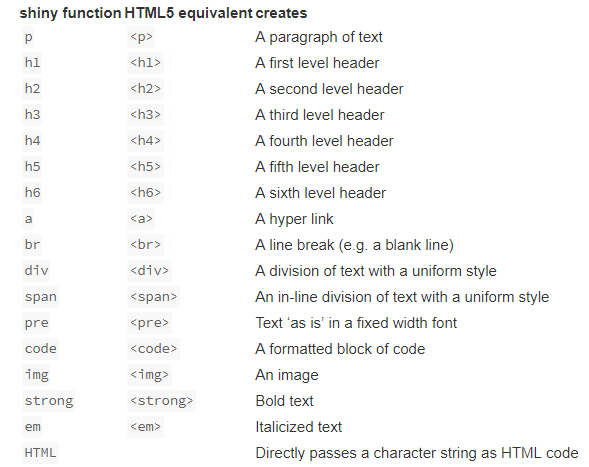 shiny function HTML5 equivalent creates
p <p> A paragraph of text
h1 <h1> A first level header
h2 <h2> A second level header
h3 <h3> A third level header
h4 <h4> A fourth level header
h5 <h5> A fifth level header
h6 <h6> A sixth level header
a <a> A hyper link
br <br> A line break (e.g. a blank line)
div <div> A division of text with a uniform style
span <span> An in-line division of text with a uniform style
pre <pre> Text ‘as is’ in a fixed width font
code <code> A formatted block of code
img <img> An image
strong <strong> Bold text
em <em> Italicized text
HTML Directly passes a character string as HTML code